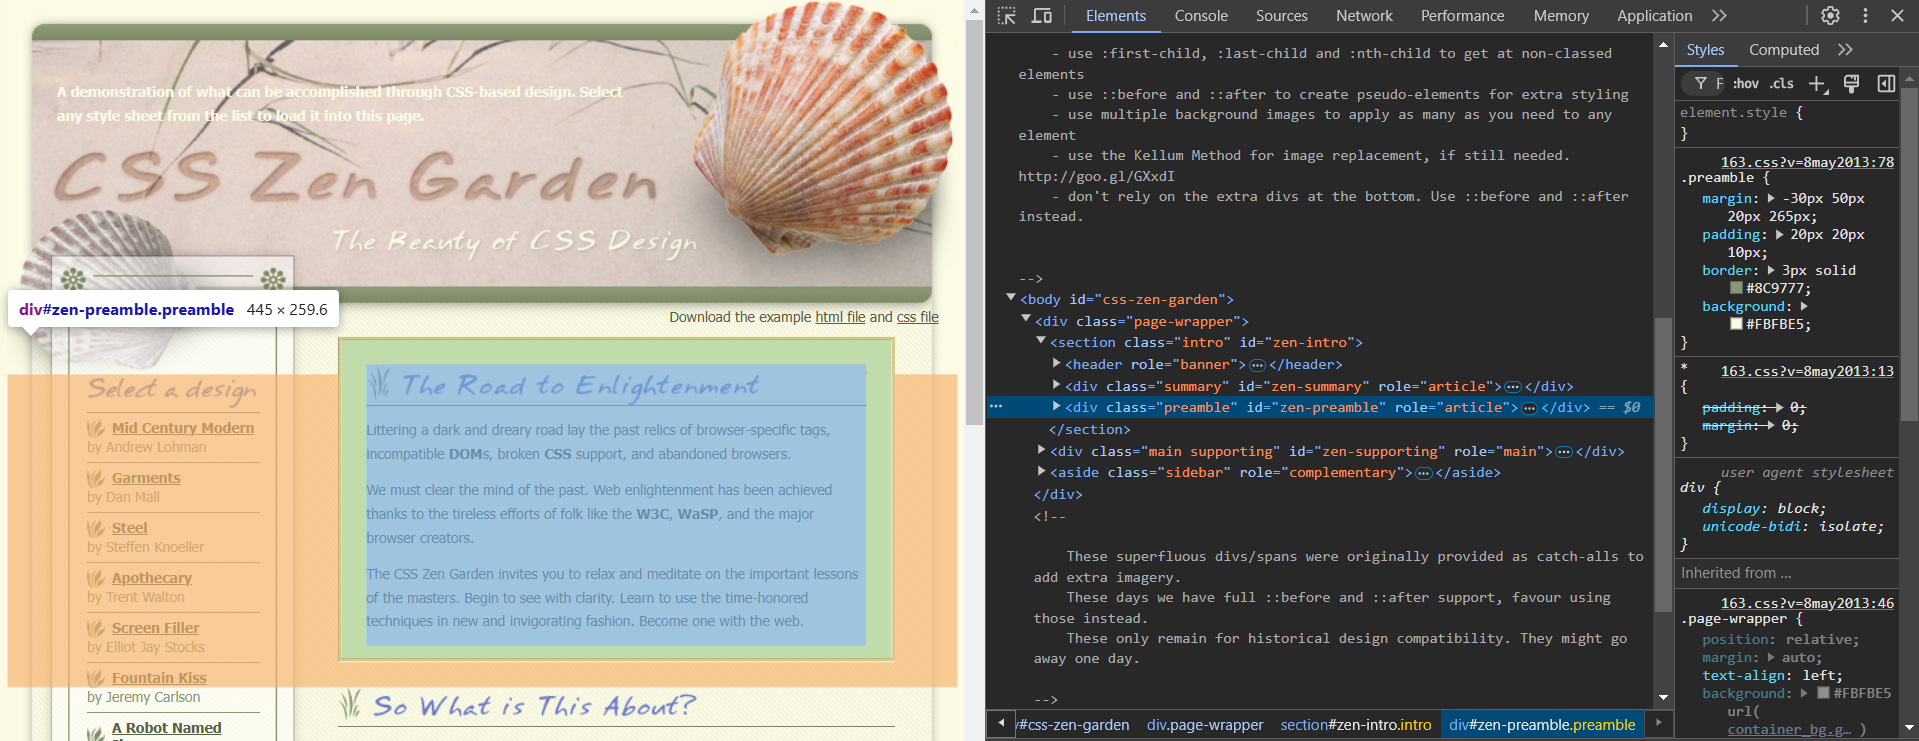 A demonstration of what can be accomplished through CSS-based design. Select
any style sheet from the list to load it into this page.
CSS Zen Garden
The Beauty of CSS Design
div#zen-preamble.preamble 445 × 259.6
Download the example html file and css file
Select a design
Mid Century Modern
by Andrew Lohman
Garments
by Dan Mall
Steel
by Steffen Knoeller
Apothecary
by Trent Walton
Screen Filler
by Elliot Jay Stocks
Fountain Kiss
by Jeremy Carlson
A Robot Named
The Road to Enlightenment
Littering a dark and dreary road lay the past relics of browser-specific tags,
incompatible DOMs, broken CSS support, and abandoned browsers.
We must clear the mind of the past. Web enlightenment has been achieved
thanks to the tireless efforts of folk like the W3C, WaSP, and the major
browser creators.
The CSS Zen Garden invites you to relax and meditate on the important lessons
of the masters. Begin to see with clarity. Learn to use the time-honored
techniques in new and invigorating fashion. Become one with the web.
So What is This About?
Elements Console Sources Network Performance Memory Application
- use :first-child, :last-child and :nth-child to get at non-classed
elements
- use ::before and ::after to create pseudo-elements for extra styling
- use multiple background images to apply as many as you need to any
element
- use the Kellum Method for image replacement, if still needed.
http://goo.gl/GXxdI
- don't rely on the extra divs at the bottom. Use ::before and ::after
instead.
-->
<body id="css-zen-garden">
<div class="page-wrapper">
<section class="intro" id="zen-intro">
<header role="banner">…</header>
<div class="summary" id="zen-summary" role="article">…</div>
<div class="preamble" id="zen-preamble" role="article">…</div> == $0
</section>
<div class="main supporting" id="zen-supporting" role="main">…</div>
<aside class="sidebar" role="complementary">…</aside>
</div>
<!--
These superfluous divs/spans were originally provided as catch-alls to
add extra imagery.
These days we have full ::before and ::after support, favour using
those instead.
These only remain for historical design compatibility. They might go
away one day.
-->
y#css-zen-garden div.page-wrapper section#zen-intro.intro div#zen-preamble.preamble
Styles Computed
F :hov .cls
element.style {
}
163.css?v=8may2013:78
.preamble {
margin: -30px 50px
20px 265px;
padding: 20px 20px
10px;
border: 3px solid
#8C9777;
background:
#FBFBE5;
}
* 163.css?v=8may2013:13
{
padding: 0;
margin: 0;
}
user agent stylesheet
div {
display: block;
unicode-bidi: isolate;
}
Inherited from ...
163.css?v=8may2013:46
.page-wrapper {
position: relative;
margin: auto;
text-align: left;
background: #FBFBE5
url(
container_bg.g… )